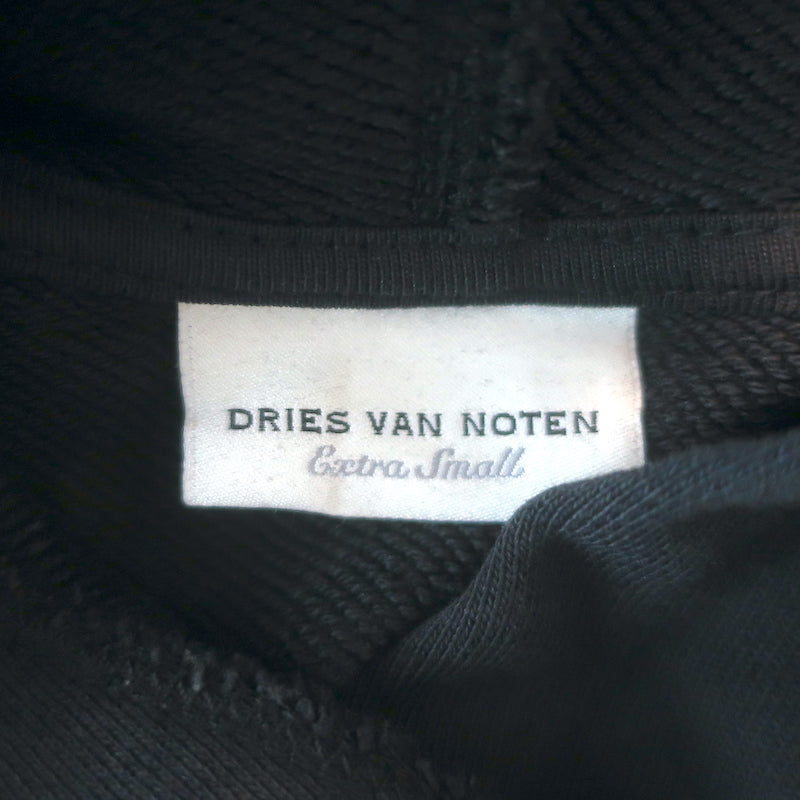 DRIES VAN NOTEN
Extra Small